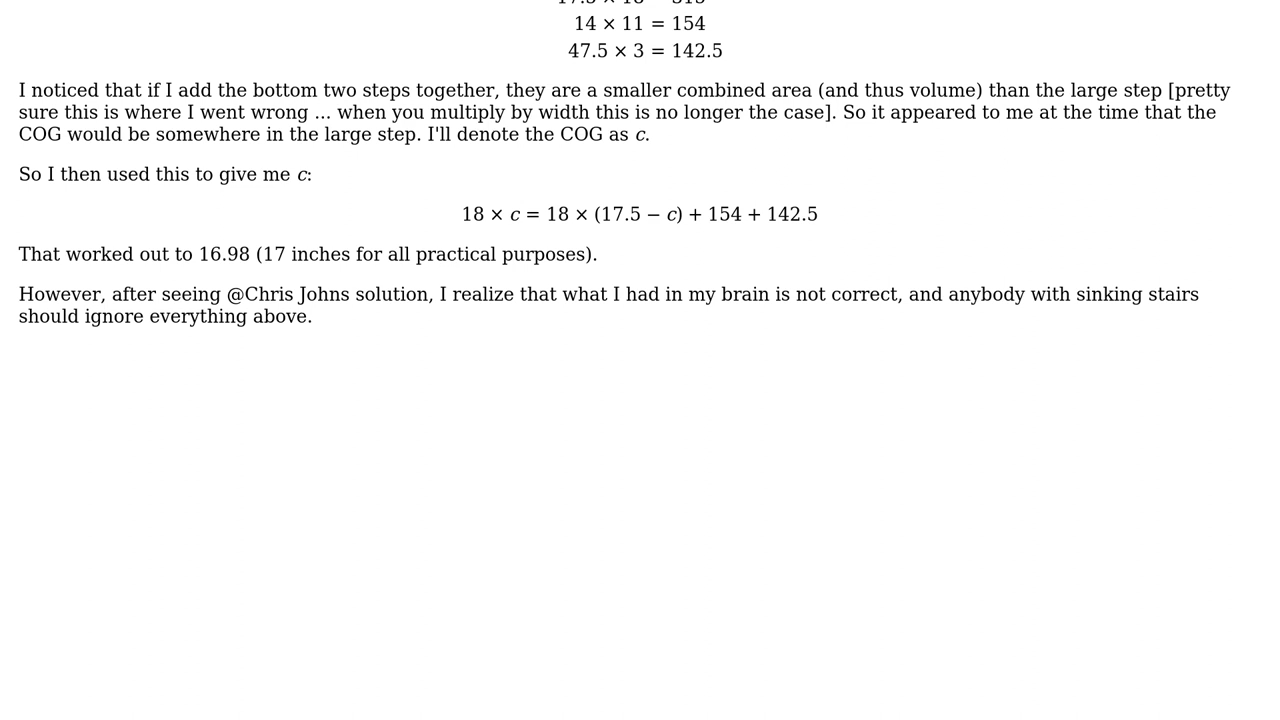 14 × 11 = 154
47.5 × 3 = 142.5
I noticed that if I add the bottom two steps together, they are a smaller combined area (and thus volume) than the large step [pretty
sure this is where I went wrong ... when you multiply by width this is no longer the case]. So it appeared to me at the time that the
COG would be somewhere in the large step. I'll denote the COG as c.
So I then used this to give me c:
18 × c = 18 × (17.5 − c) + 154 + 142.5
That worked out to 16.98 (17 inches for all practical purposes).
However, after seeing @Chris Johns solution, I realize that what I had in my brain is not correct, and anybody with sinking stairs
should ignore everything above.